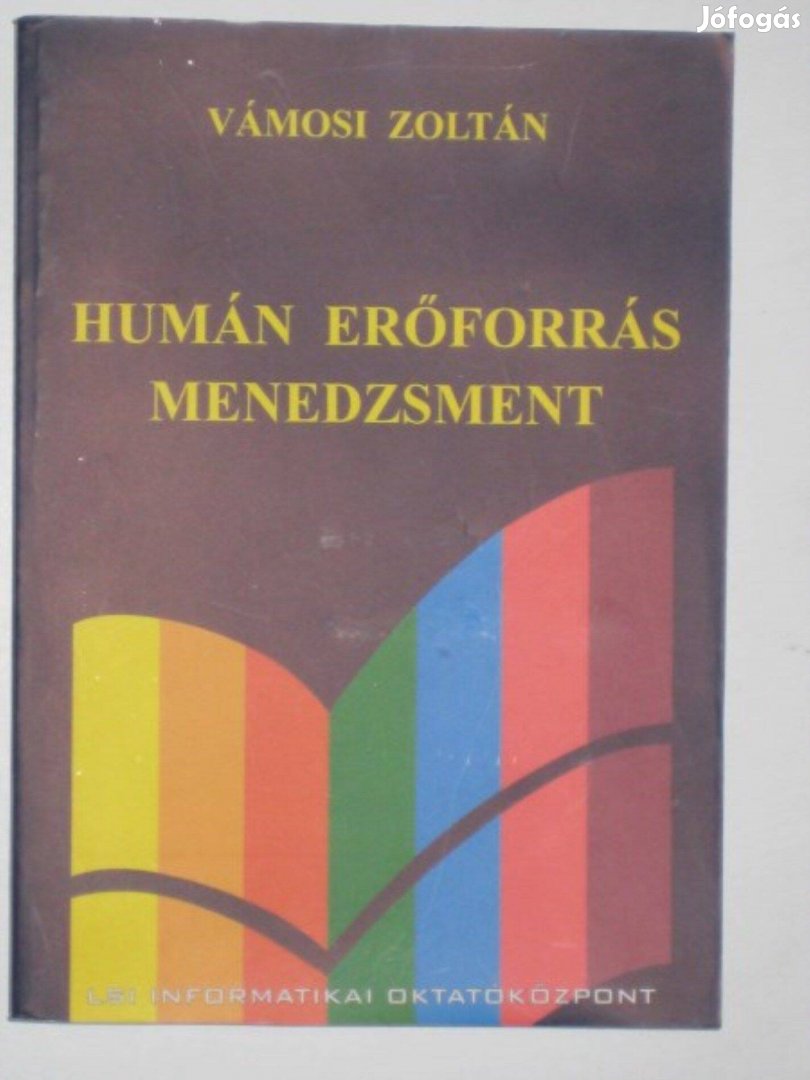 Jófogás
VÁMOSI ZOLTÁN
HUMÁN ERŐFORRÁS
MENEDZSMENT
LSI INFORMATIKAI OKTATÓKÖZPONT